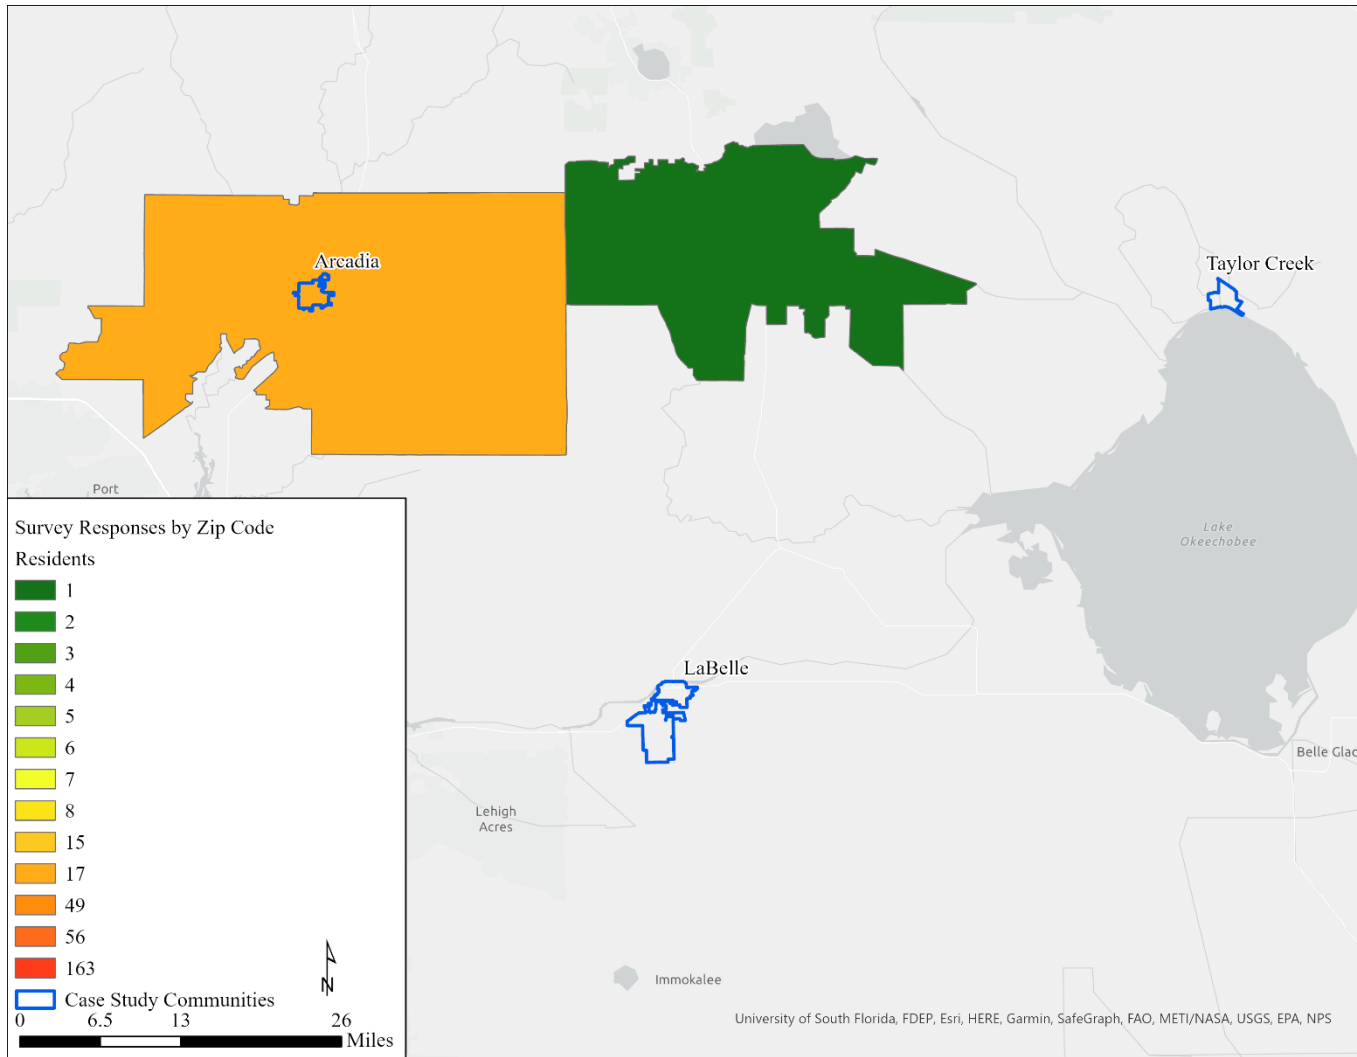 Arcadia
Taylor Creek
Port
Lake
Okeechobee
LaBelle
Belle Glac
Lehigh
Acres
Immokalee
Survey Responses by Zip Code
Residents
1
2
3
4
5
6
7
8
15
17
49
56
163
N
Case Study Communities
0 6.5 13 26
Miles
University of South Florida, FDEP, Esri, HERE, Garmin, SafeGraph, FAO, METI/NASA, USGS, EPA, NPS